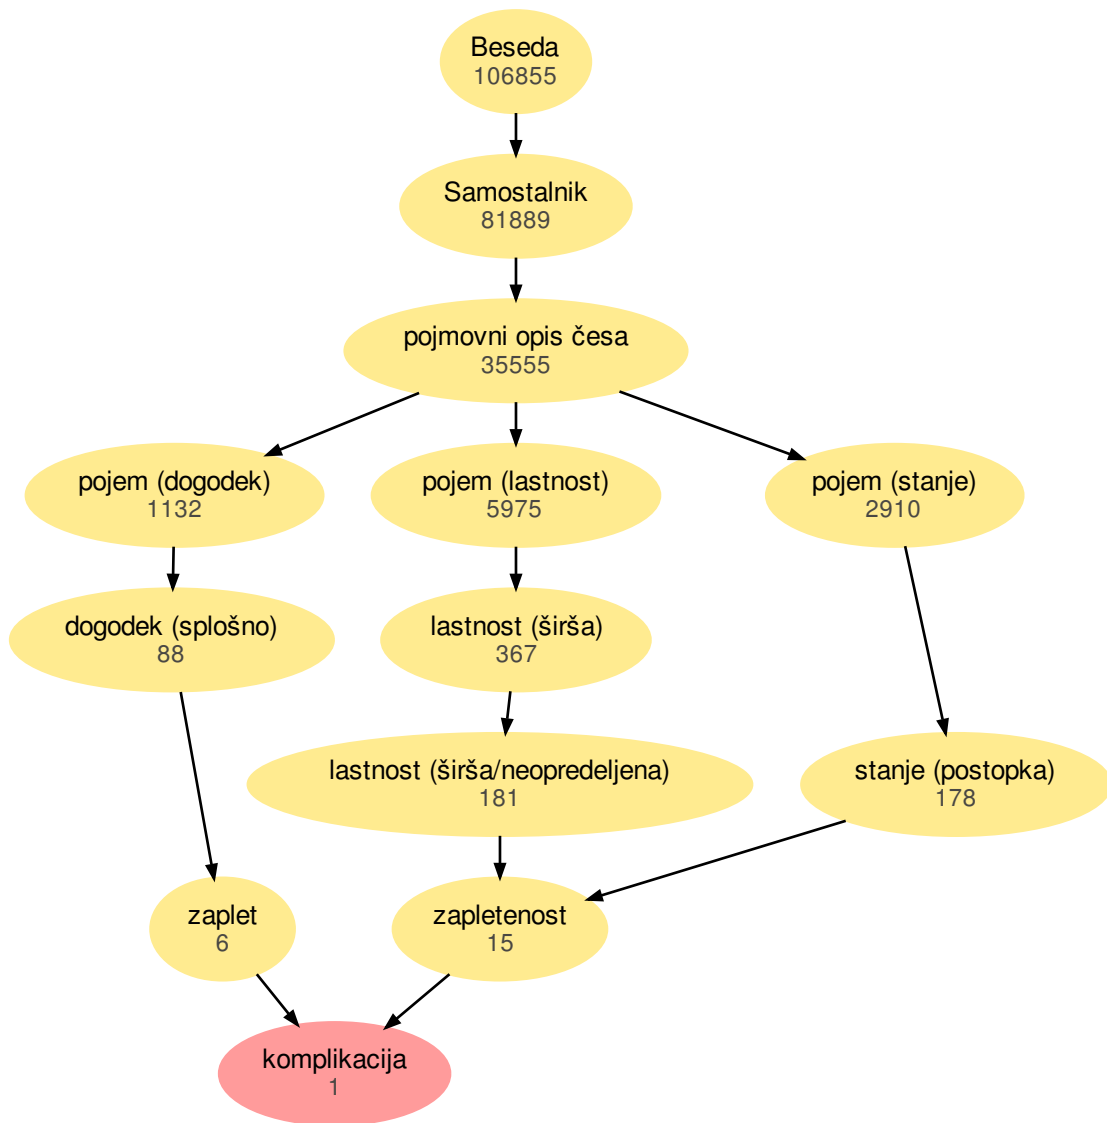 Beseda
106855
Samostalnik
81889
pojmovni opis česa
35555
pojem (dogodek)
1132
pojem (lastnost)
5975
pojem (stanje)
2910
dogodek (splošno)
88
lastnost (širša)
367
lastnost (širša/neopredeljena)
181
stanje (postopka)
178
zaplet
6
zapletenost
15
komplikacija
1